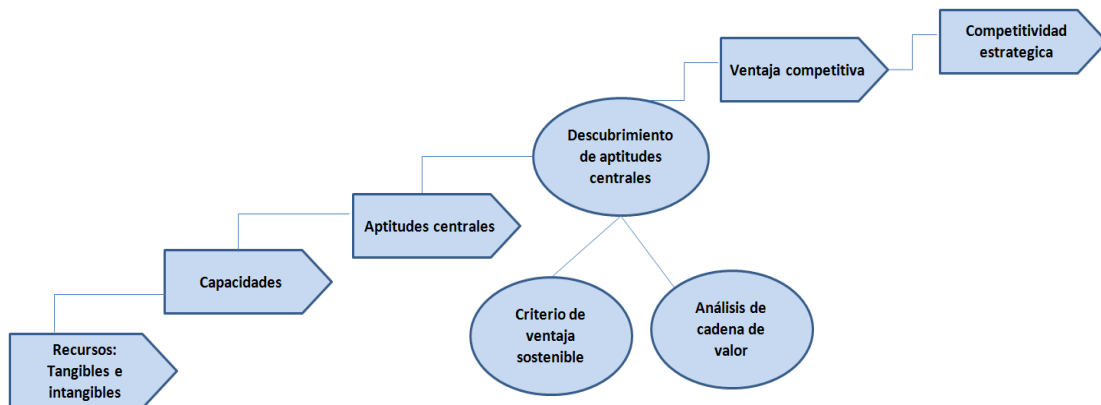 Competitividad
estrategica
Ventaja competitiva
Descubrimiento
de aptitudes
centrales
Aptitudes centrales
Capacidades
Criterio de
ventaja
sostenible
Análisis de
cadena de
valor
Recursos:
Tangibles e
intangibles